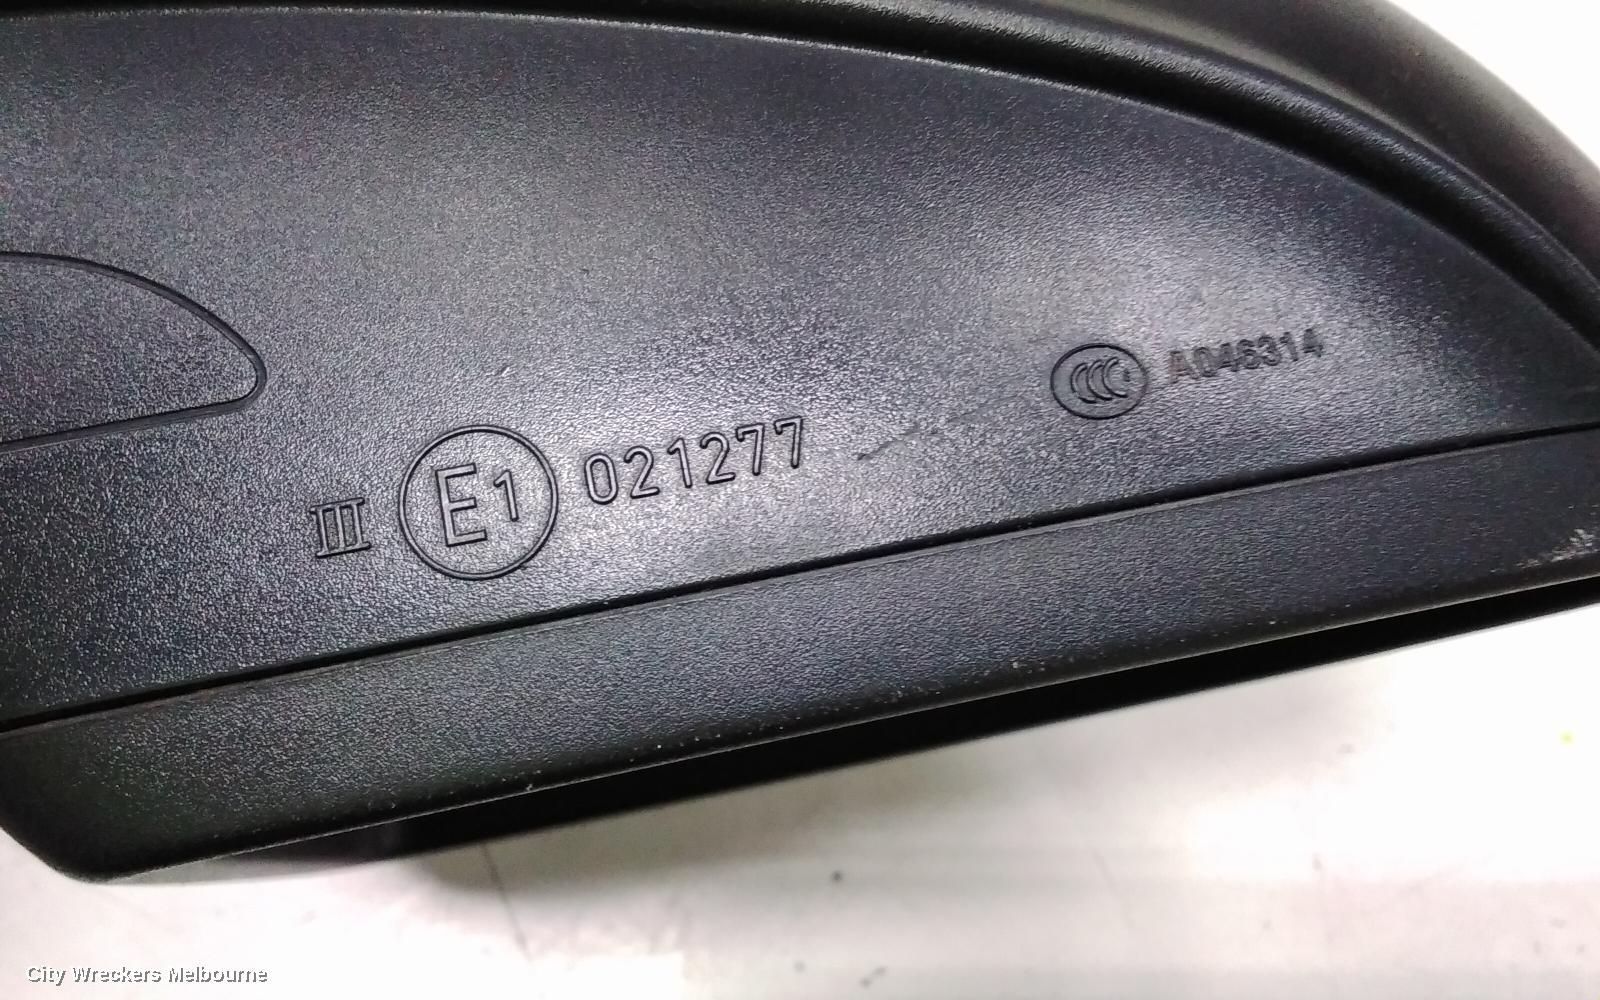 III E1 021277
CCC A046314
City Wreckers Melbourne